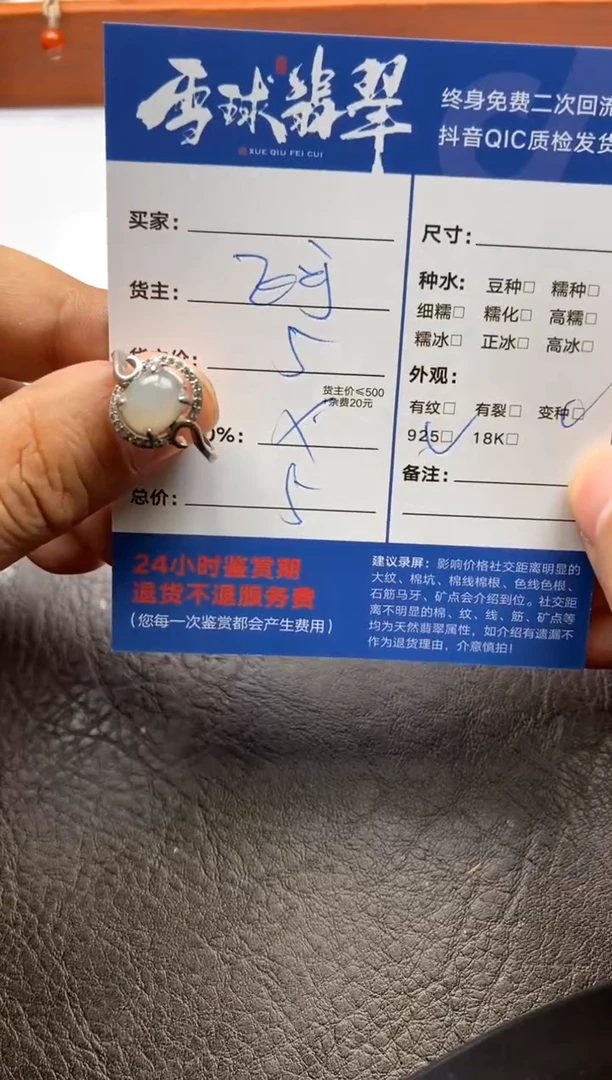 雪球翡翠
XUE QIU FEI CUI
终身免费二次回流
抖音QIC质检发货
买家:
货主:
5
货主价≤500
+杂费20元
0%: X
总价: 5
尺寸:
种水: 豆种□ 糯种□
细糯□ 糯化□ 高糯□
糯冰□ 正冰□ 高冰□
外观:
有纹□ 有裂□ 变种□
925□ 18K□
备注:
24小时鉴赏期
退货不退服务费
(您每一次鉴赏都会产生费用)
建议录屏: 影响价格社交距离明显的
大纹、棉坑、棉线棉根、色线色根、
石筋马牙、矿点会介绍到位。社交距
离不明显的棉、纹、线、筋、矿点等
均为天然翡翠属性, 如介绍有遗漏不
作为退货理由, 介意慎拍!